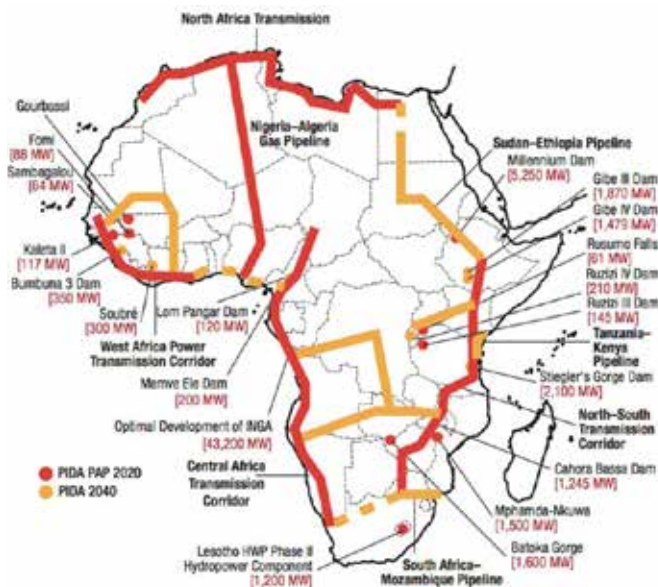 North Africa Transmission
Gourbassi
Nigeria–Algeria
Gas Pipeline
Fomi
[88 MW]
Sambagalou
[64 MW]
Kaleta II
[117 MW]
Bumbuna 3 Dam
[350 MW]
Soubré
[300 MW]
West Africa Power
Transmission Corridor
Lom Pangar Dam
[120 MW]
Memve Ele Dam
[200 MW]
Optimal Development of INGA
[43,200 MW]
Central Africa
Transmission
Corridor
PIDA PAP 2020
PIDA 2040
Lesotho HWP Phase II
Hydropower Component
[1,200 MW]
Sudan–Ethiopia Pipeline
Millennium Dam
[5,250 MW]
Gibe III Dam
[1,870 MW]
Gibe IV Dam
[1,479 MW]
Rusumo Falls
[61 MW]
Ruzizi IV Dam
[210 MW]
Ruzizi III Dam
[145 MW]
Tanzania–
Kenya
Pipeline
Stiegler's Gorge Dam
[2,100 MW]
North–South
Transmission
Corridor
Cahora Bassa Dam
[1,245 MW]
Mphamda-Nkuwa
[1,500 MW]
Batoka Gorge
[1,600 MW]
South Africa–
Mozambique Pipeline